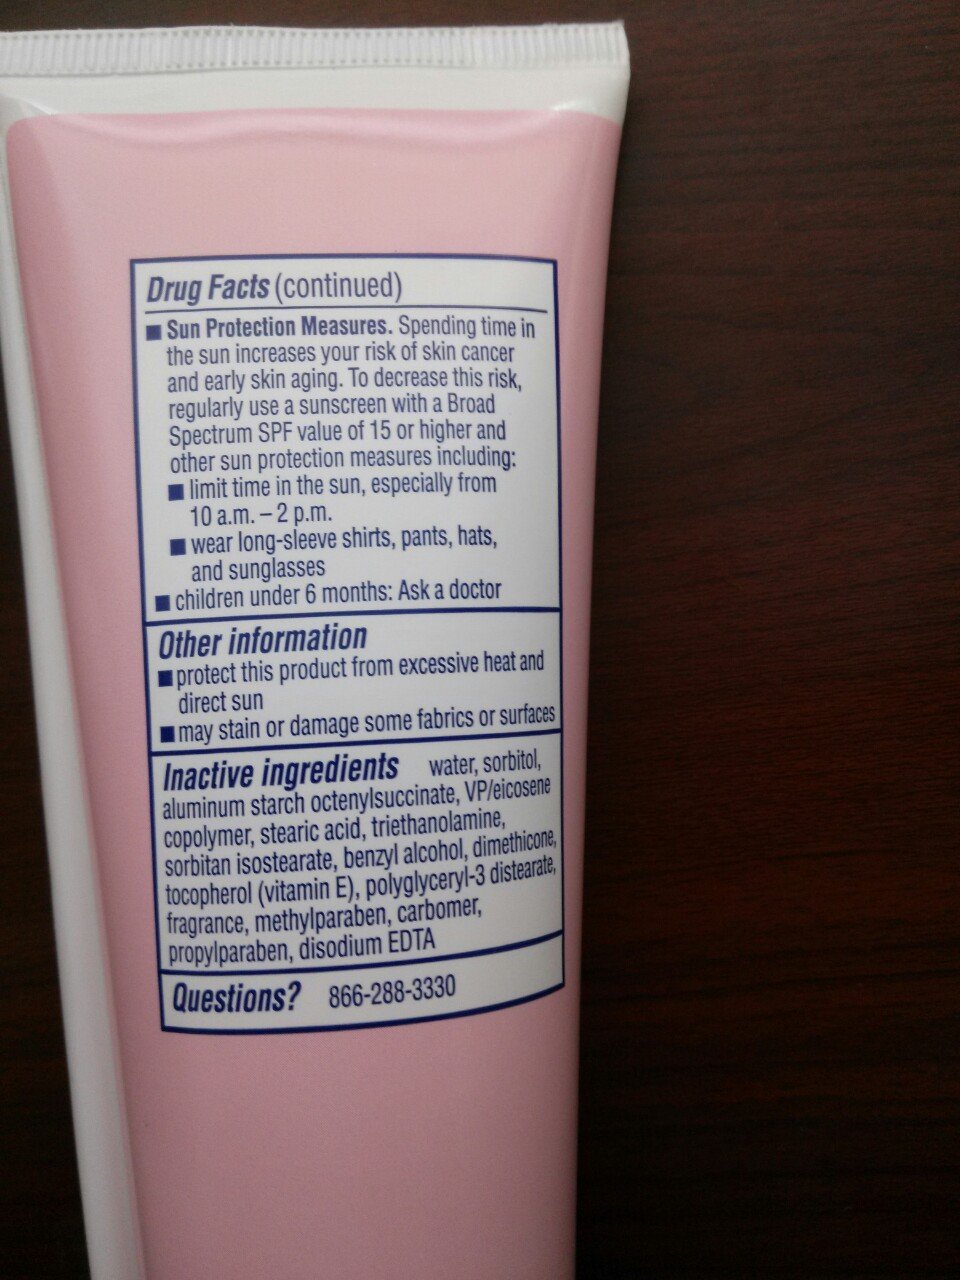 Drug Facts (continued)
■ Sun Protection Measures. Spending time in
the sun increases your risk of skin cancer
and early skin aging. To decrease this risk,
regularly use a sunscreen with a Broad
Spectrum SPF value of 15 or higher and
other sun protection measures including:
■ limit time in the sun, especially from
10 a.m. – 2 p.m.
■ wear long-sleeve shirts, pants, hats,
and sunglasses
■ children under 6 months: Ask a doctor
Other information
■ protect this product from excessive heat and
direct sun
■ may stain or damage some fabrics or surfaces
Inactive ingredients water, sorbitol,
aluminum starch octenylsuccinate, VP/eicosene
copolymer, stearic acid, triethanolamine,
sorbitan isostearate, benzyl alcohol, dimethicone,
tocopherol (vitamin E), polyglyceryl-3 distearate,
fragrance, methylparaben, carbomer,
propylparaben, disodium EDTA
Questions? 866-288-3330